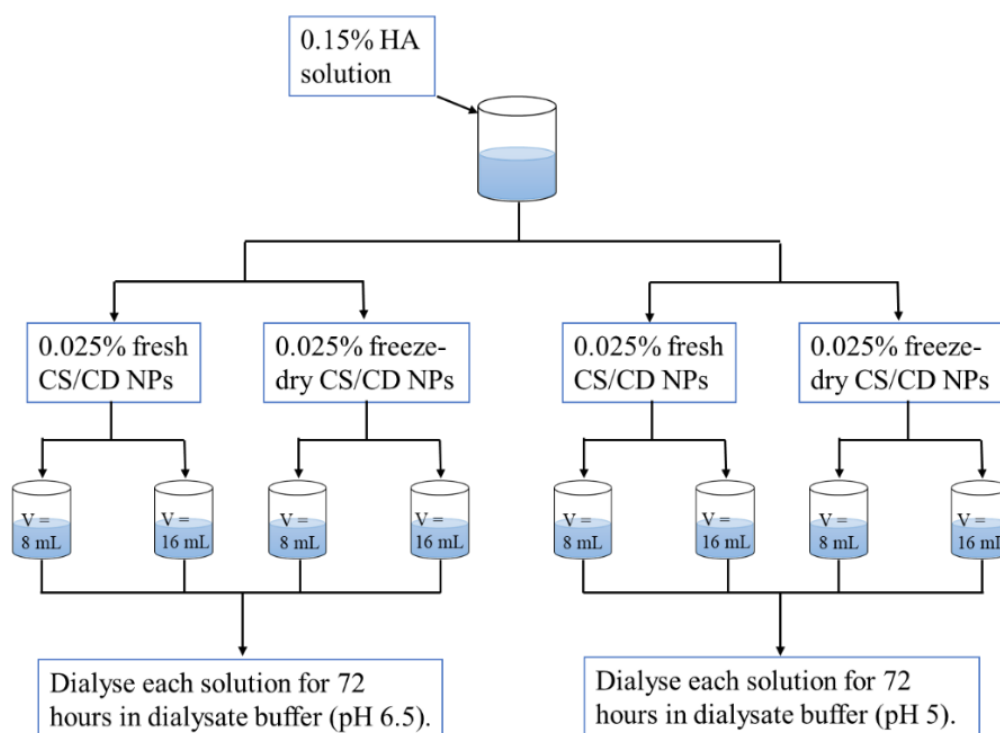 0.15% HA
solution
0.025% fresh
CS/CD NPs
0.025% freeze-
dry CS/CD NPs
0.025% fresh
CS/CD NPs
0.025% freeze-
dry CS/CD NPs
V =
8 mL
V =
16 mL
V =
8 mL
V =
16 mL
V =
8 mL
V =
16 mL
V =
8 mL
V =
16 mL
Dialyse each solution for 72
hours in dialysate buffer (pH 6.5).
Dialyse each solution for 72
hours in dialysate buffer (pH 5).